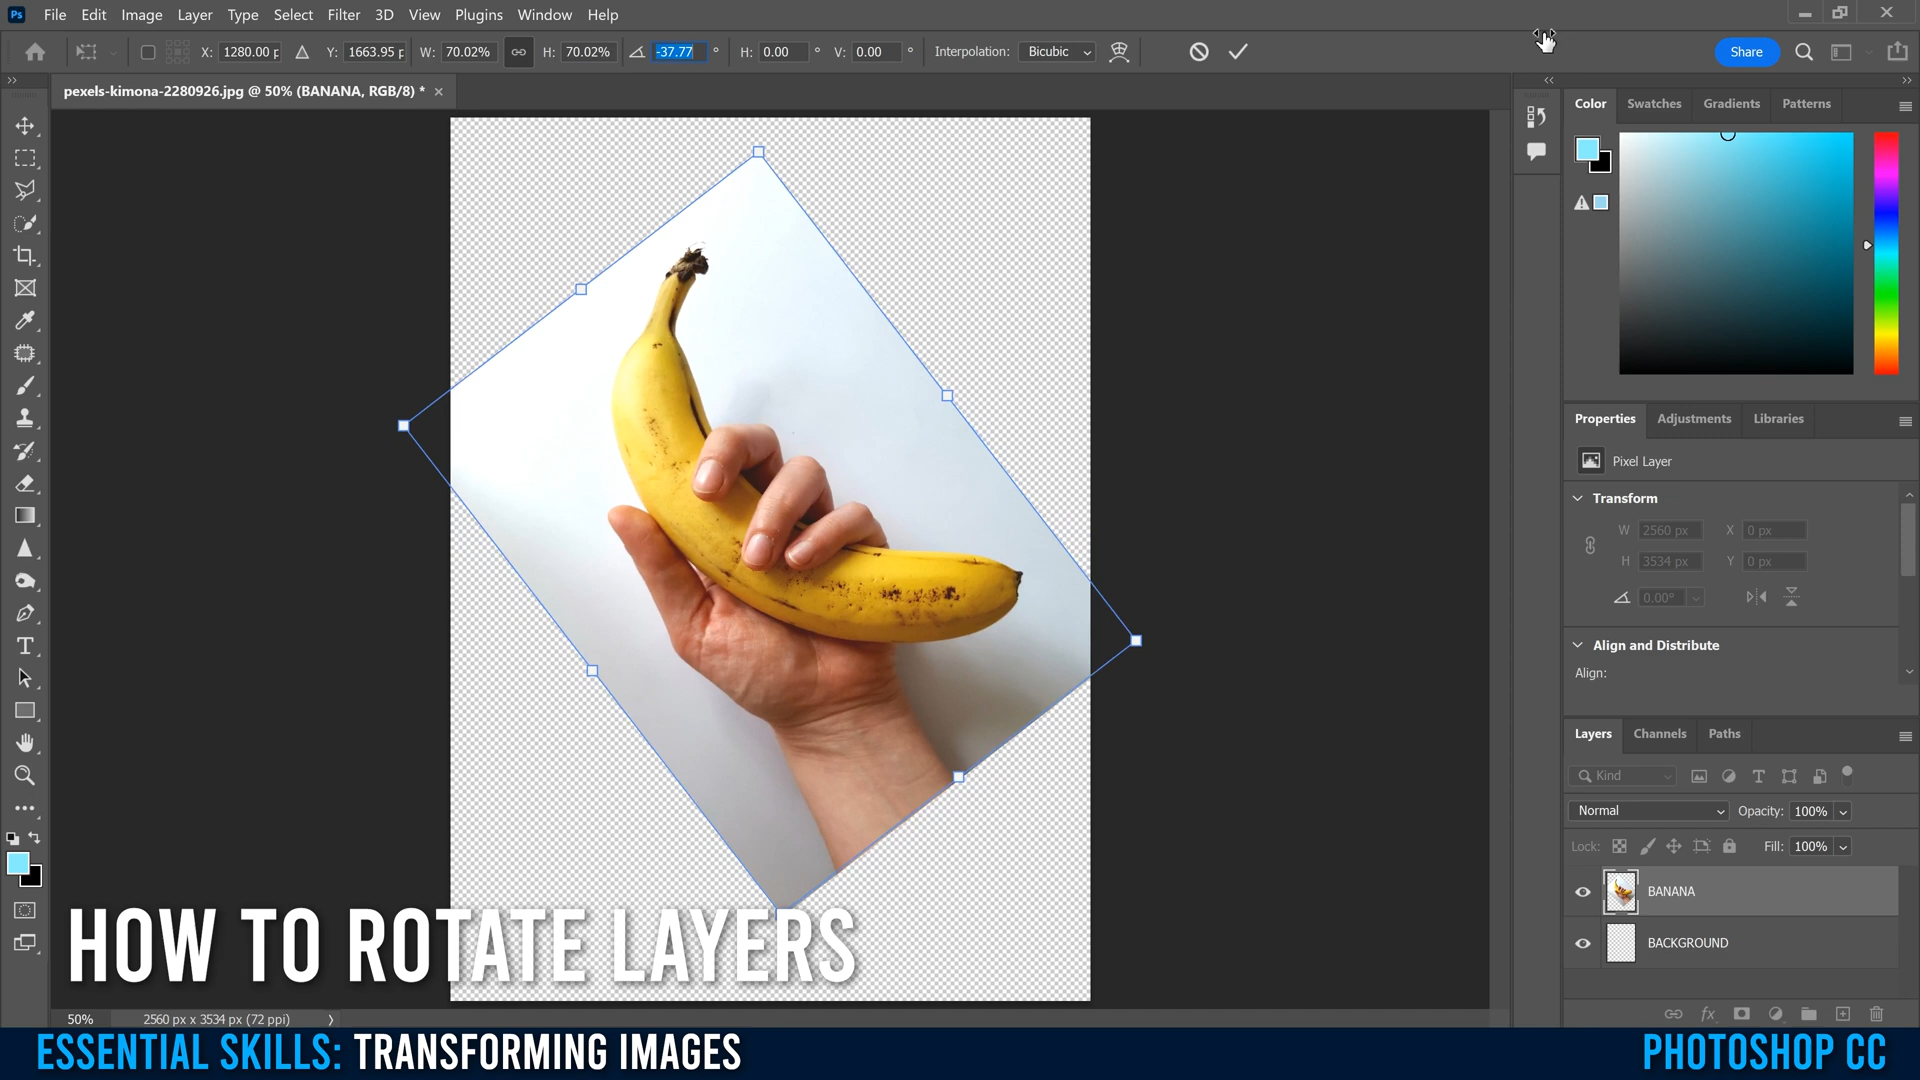 Ps File Edit Image Layer Type Select Filter 3D View Plugins Window Help
X: 1280.00 p Y: 1663.95 p W: 70.02% H: 70.02% -37.77 ° H: 0.00 ° V: 0.00 ° Interpolation: Bicubic Share
pexels-kimona-2280926.jpg @ 50% (BANANA, RGB/8) * ×
Color Swatches Gradients Patterns
Properties Adjustments Libraries
Pixel Layer
Transform
W 2560 px X 0 px
H 3534 px Y 0 px
0.00°
Align and Distribute
Align:
Layers Channels Paths
Kind
Normal Opacity: 100%
Lock: Fill: 100%
BANANA
BACKGROUND
HOW TO ROTATE LAYERS
50% 2560 px x 3534 px (72 ppi)
ESSENTIAL SKILLS: TRANSFORMING IMAGES
PHOTOSHOP CC